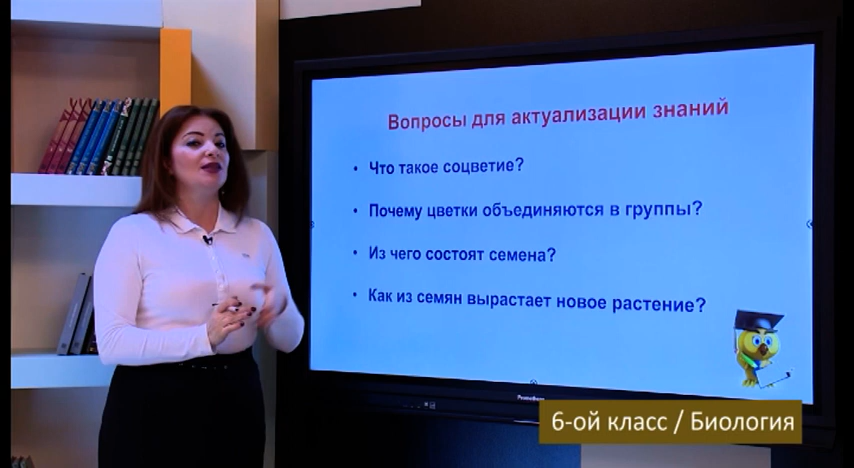 Вопросы для актуализации знаний
• Что такое соцветие?
• Почему цветки объединяются в группы?
• Из чего состоят семена?
• Как из семян вырастает новое растение?
Promethean
6-ой класс / Биология